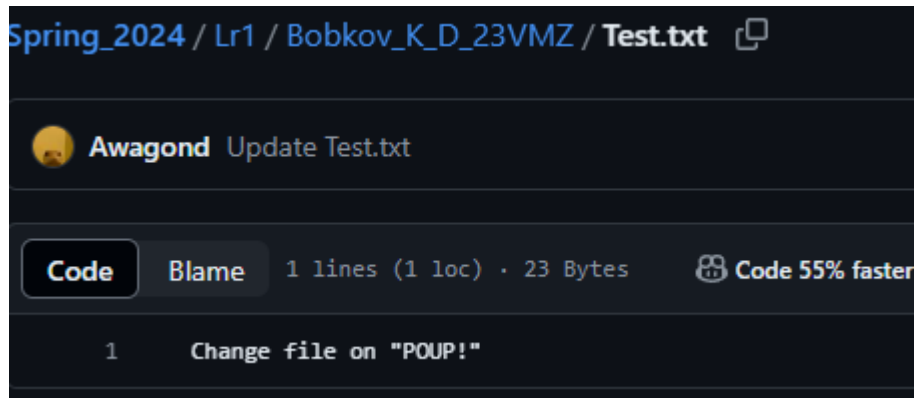 Spring_2024 / Lr1 / Bobkov_K_D_23VMZ / Test.txt
Awagond Update Test.txt
Code Blame 1 lines (1 loc) · 23 Bytes Code 55% faster
1 Change file on "POUP!"